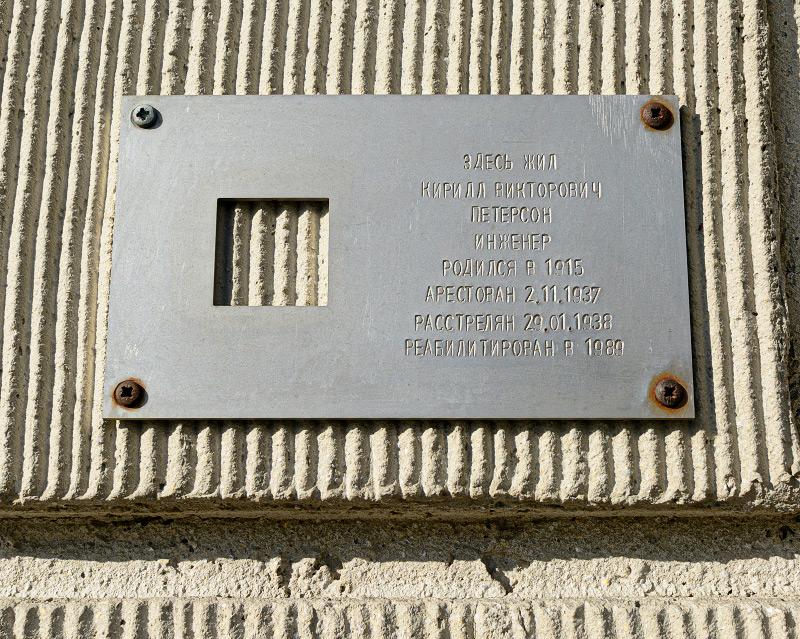 ЗДЕСЬ ЖИЛ
КИРИЛЛ ВИКТОРОВИЧ
ПЕТЕРСОН
ИНЖЕНЕР
РОДИЛСЯ В 1915
АРЕСТОВАН 2.11.1937
РАССТРЕЛЯН 29.01.1938
РЕАБИЛИТИРОВАН В 1989